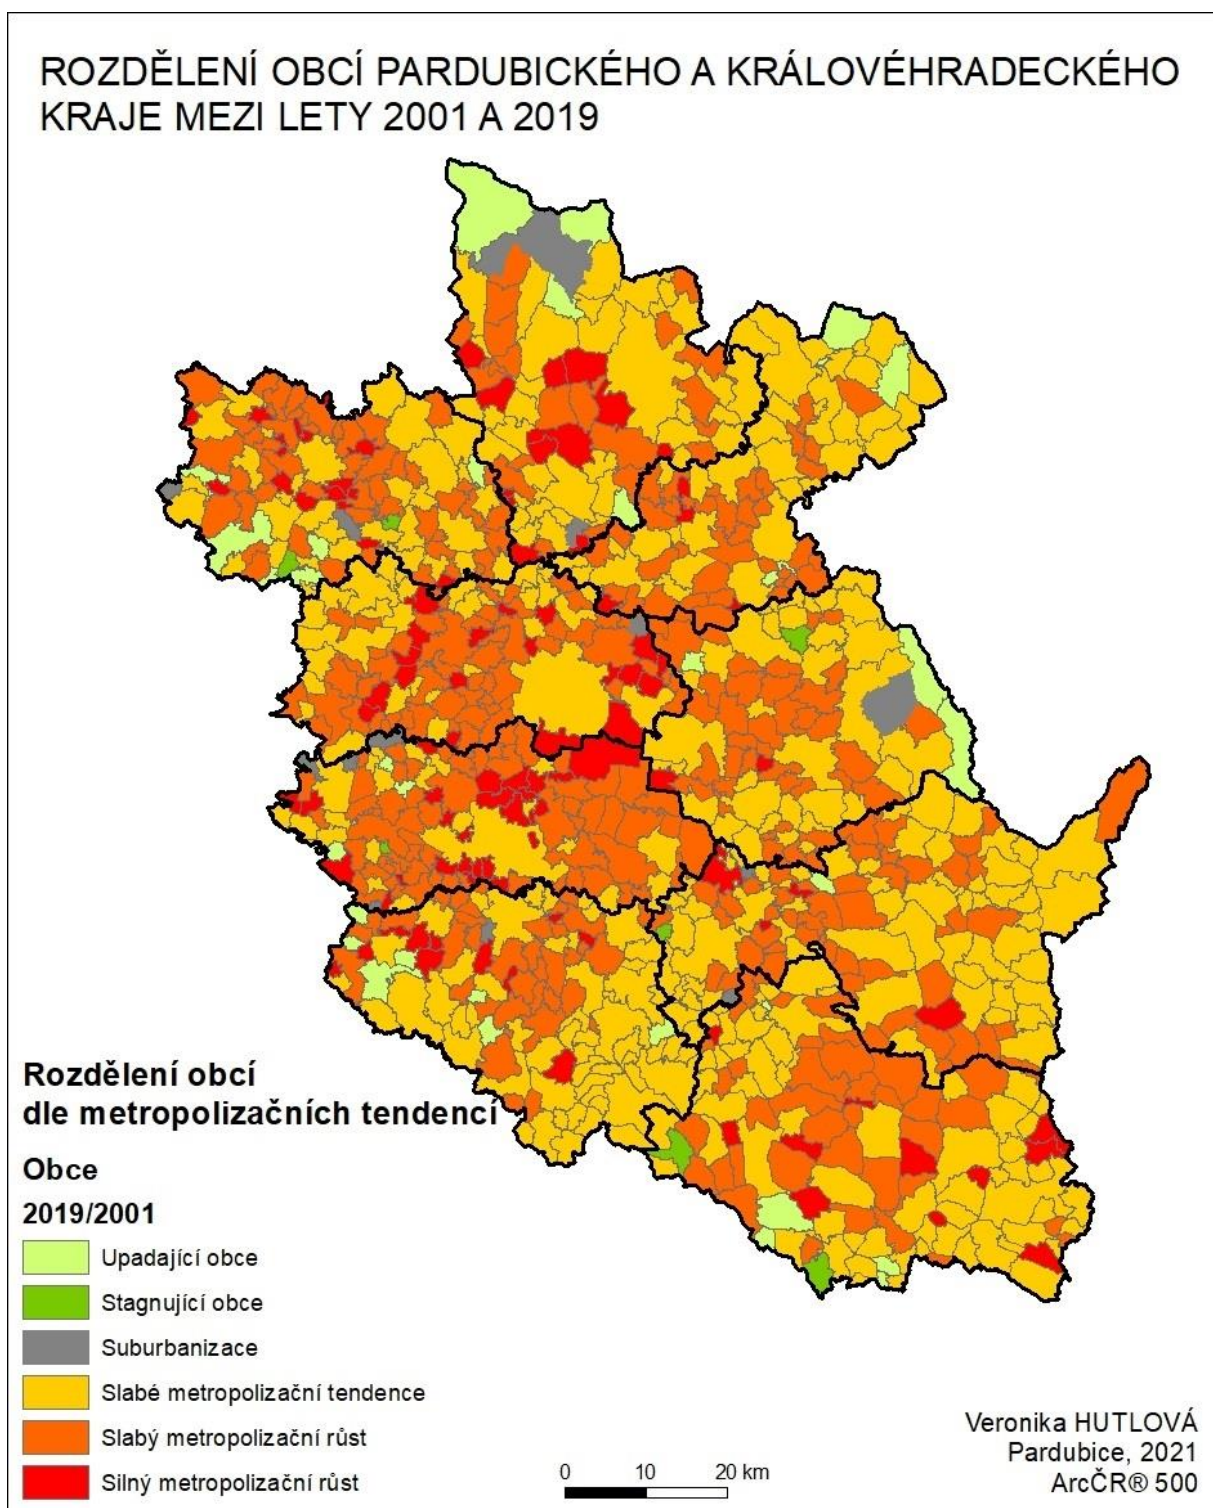 ROZDĚLENÍ OBCÍ PARDUBICKÉHO A KRÁLOVÉHRADECKÉHO
KRAJE MEZI LETY 2001 A 2019
Rozdělení obcí
dle metropolizačních tendencí
Obce
2019/2001
Upadající obce
Stagnující obce
Suburbanizace
Slabé metropolizační tendence
Slabý metropolizační růst
Silný metropolizační růst
0 10 20 km
Veronika HUTLOVÁ
Pardubice, 2021
ArcČR® 500